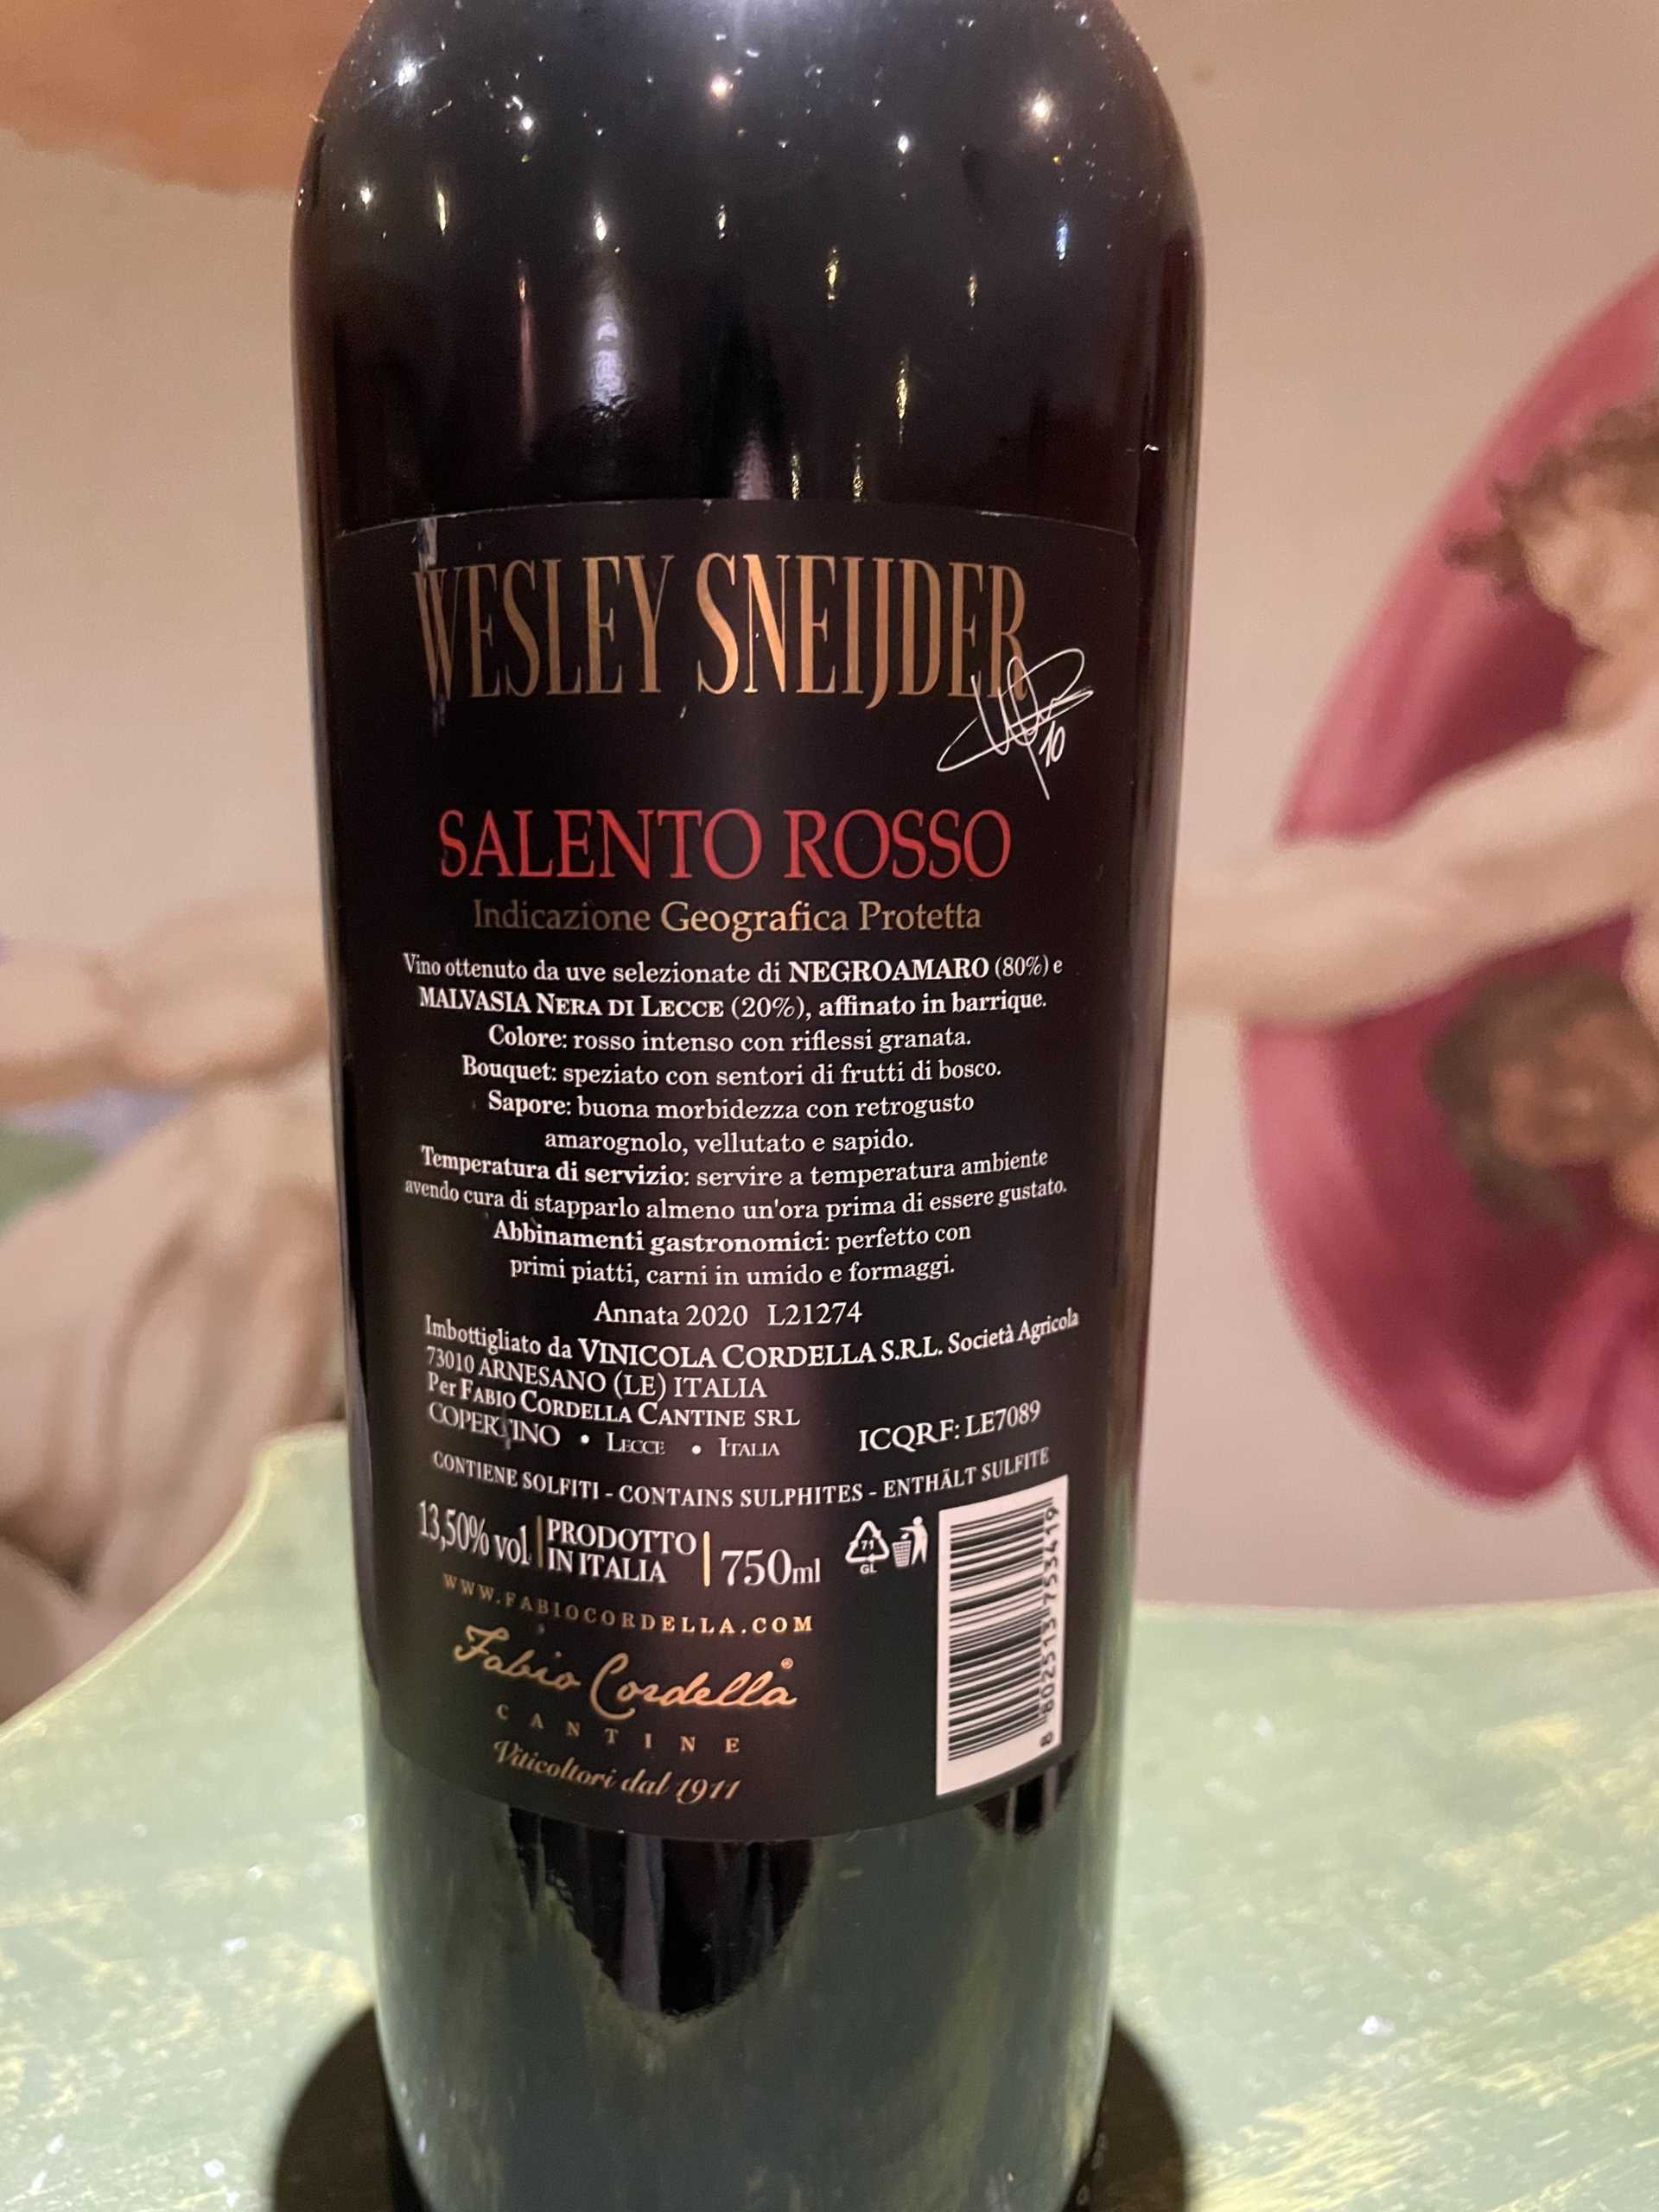 WESLEY SNEIJDER
10
SALENTO ROSSO
Indicazione Geografica Protetta
Vino ottenuto da uve selezionate di NEGROAMARO (80%) e
MALVASIA NERA DI LECCE (20%), affinato in barrique.
Colore: rosso intenso con riflessi granata.
Bouquet: speziato con sentori di frutti di bosco.
Sapore: buona morbidezza con retrogusto
amarognolo, vellutato e sapido.
Temperatura di servizio: servire a temperatura ambiente
avendo cura di stapparlo almeno un'ora prima di essere gustato.
Abbinamenti gastronomici: perfetto con
primi piatti, carni in umido e formaggi.
Annata 2020 L21274
Imbottigliato da VINICOLA CORDELLA S.R.L. Società Agricola
73010 ARNESANO (LE) ITALIA
Per FABIO CORDELLA CANTINE SRL
COPERTINO • LECCE • ITALIA ICQRF: LE7089
CONTIENE SOLFITI - CONTAINS SULPHITES - ENTHÄLT SULFITE
13,50% vol PRODOTTO IN ITALIA 750ml
71
GL
WWW.FABIOCORDELLA.COM
Fabio Cordella®
CANTINE
Viticoltori dal 1911
8 802513 753419